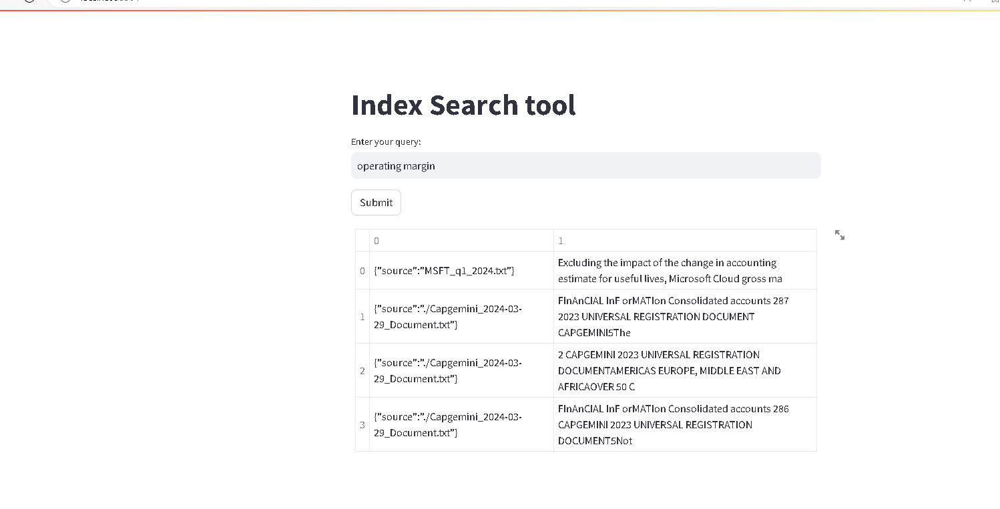 Index Search tool
Enter your query:
operating margin
Submit
0 1
0 {"source":"MSFT_q1_2024.txt"} Excluding the impact of the change in accounting
estimate for useful lives, Microsoft Cloud gross ma
1 {"source":"./Capgemini_2024-03-
29_Document.txt"} FInAnCIAL InF orMATIon Consolidated accounts 287
2023 UNIVERSAL REGISTRATION DOCUMENT
CAPGEMINI5The
2 {"source":"./Capgemini_2024-03-
29_Document.txt"} 2 CAPGEMINI 2023 UNIVERSAL REGISTRATION
DOCUMENTAMERICAS EUROPE, MIDDLE EAST AND
AFRICAOVER 50 C
3 {"source":"./Capgemini_2024-03-
29_Document.txt"} FInAnCIAL InF orMATIon Consolidated accounts 286
CAPGEMINI 2023 UNIVERSAL REGISTRATION
DOCUMENT5Not